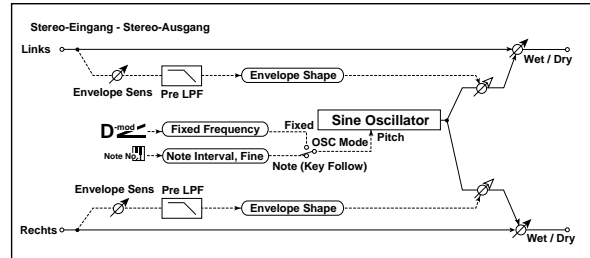 Stereo-Eingang - Stereo-Ausgang
Links
Wet / Dry
Envelope Sens
Pre LPF
Envelope Shape
D-mod
Fixed Frequency
Fixed
Sine Oscillator
OSC Mode
Pitch
Note No.
Note Interval, Fine
Note (Key Follow)
Envelope Sens
Pre LPF
Envelope Shape
Rechts
Wet / Dry